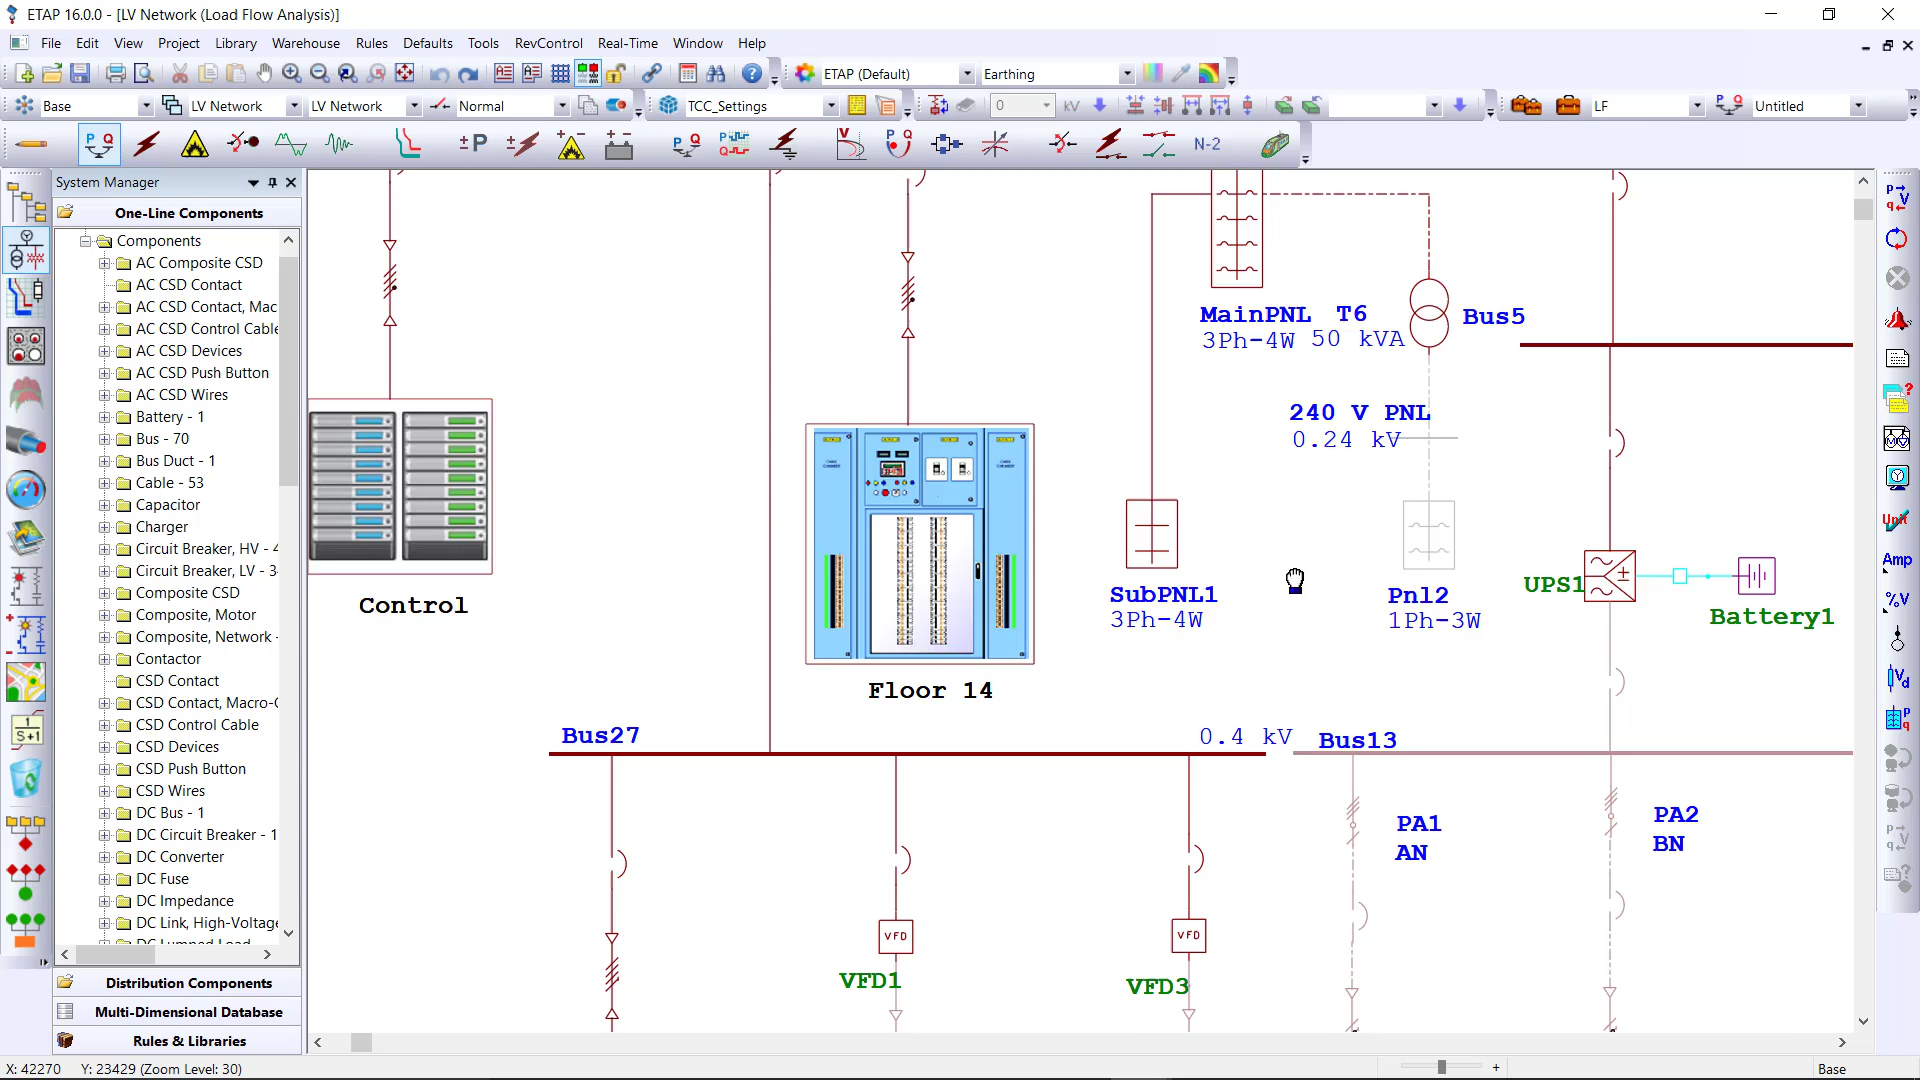 ETAP 16.0.0 - [LV Network (Load Flow Analysis)]
File Edit View Project Library Warehouse Rules Defaults Tools RevControl Real-Time Window Help
ETAP (Default) Earthing
Base LV Network LV Network Normal TCC_Settings 0 kV LF Untitled
P Q ± P P Q V P Q N-2
System Manager
One-Line Components
Components
AC Composite CSD
AC CSD Contact
AC CSD Contact, Mac
AC CSD Control Cable
AC CSD Devices
AC CSD Push Button
AC CSD Wires
Battery - 1
Bus - 70
Bus Duct - 1
Cable - 53
Capacitor
Charger
Circuit Breaker, HV - 4
Circuit Breaker, LV - 3
Composite CSD
Composite, Motor
Composite, Network -
Contactor
CSD Contact
CSD Contact, Macro-C
CSD Control Cable
CSD Devices
CSD Push Button
CSD Wires
DC Bus - 1
DC Circuit Breaker - 1
DC Converter
DC Fuse
DC Impedance
DC Link, High-Voltage
DC Lumped Load
Distribution Components
Multi-Dimensional Database
Rules & Libraries
1
S+1
Control
Floor 14
MainPNL T6
3Ph-4W 50 kVA
Bus5
240 V PNL
0.24 kV
SubPNL1
3Ph-4W
Pnl2
1Ph-3W
UPS1
Battery1
Bus27
0.4 kV
Bus13
PA1
AN
PA2
BN
VFD
VFD1
VFD
VFD3
P V
q
Unit
Amp
%V
Vd
P
q
X: 42270 Y: 23429 (Zoom Level: 30)
Base